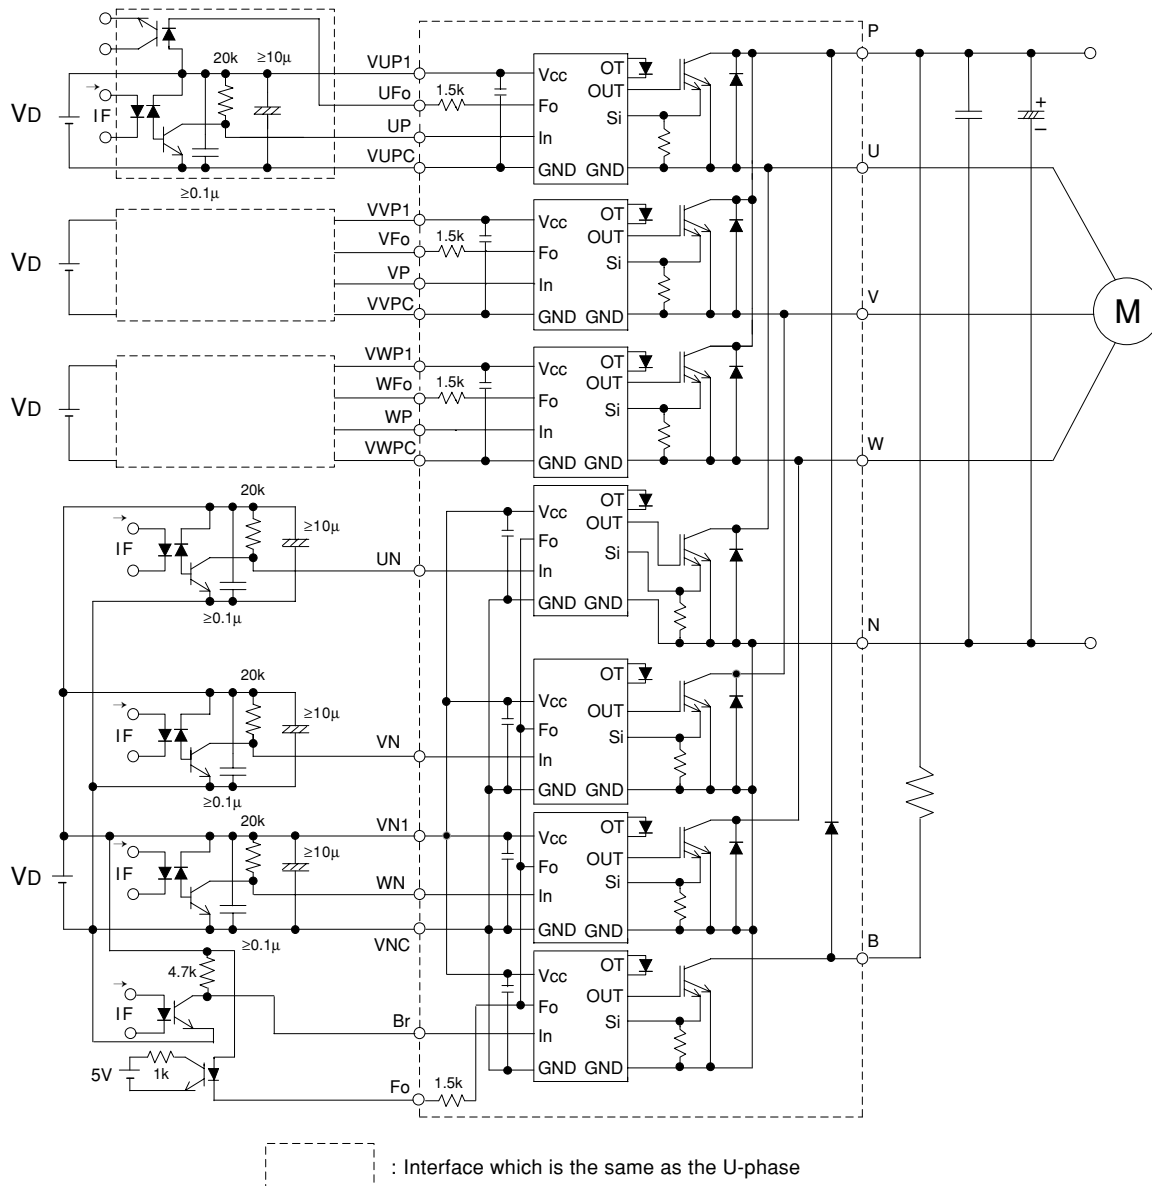 P
20k
≥10µ
VUP1
Vcc
OT
OUT
UFo
1.5k
Fo
Si
+
–
VD
IF
UP
In
VUPC
GND
GND
U
≥0.1µ
VVP1
Vcc
OT
OUT
VFo
1.5k
Fo
Si
VD
VP
In
VVPC
GND
GND
V
M
VWP1
Vcc
OT
OUT
WFo
1.5k
Fo
Si
VD
WP
In
VWPC
GND
GND
W
20k
≥10µ
Vcc
OT
OUT
Fo
Si
IF
UN
In
GND
GND
≥0.1µ
N
20k
≥10µ
Vcc
OT
OUT
Fo
Si
IF
VN
In
GND
GND
≥0.1µ
20k
≥10µ
VN1
Vcc
OT
OUT
Fo
Si
VD
IF
WN
In
GND
GND
≥0.1µ
VNC
B
4.7k
Vcc
OT
OUT
Fo
Si
IF
Br
In
GND
GND
5V
1k
Fo
1.5k
: Interface which is the same as the U-phase